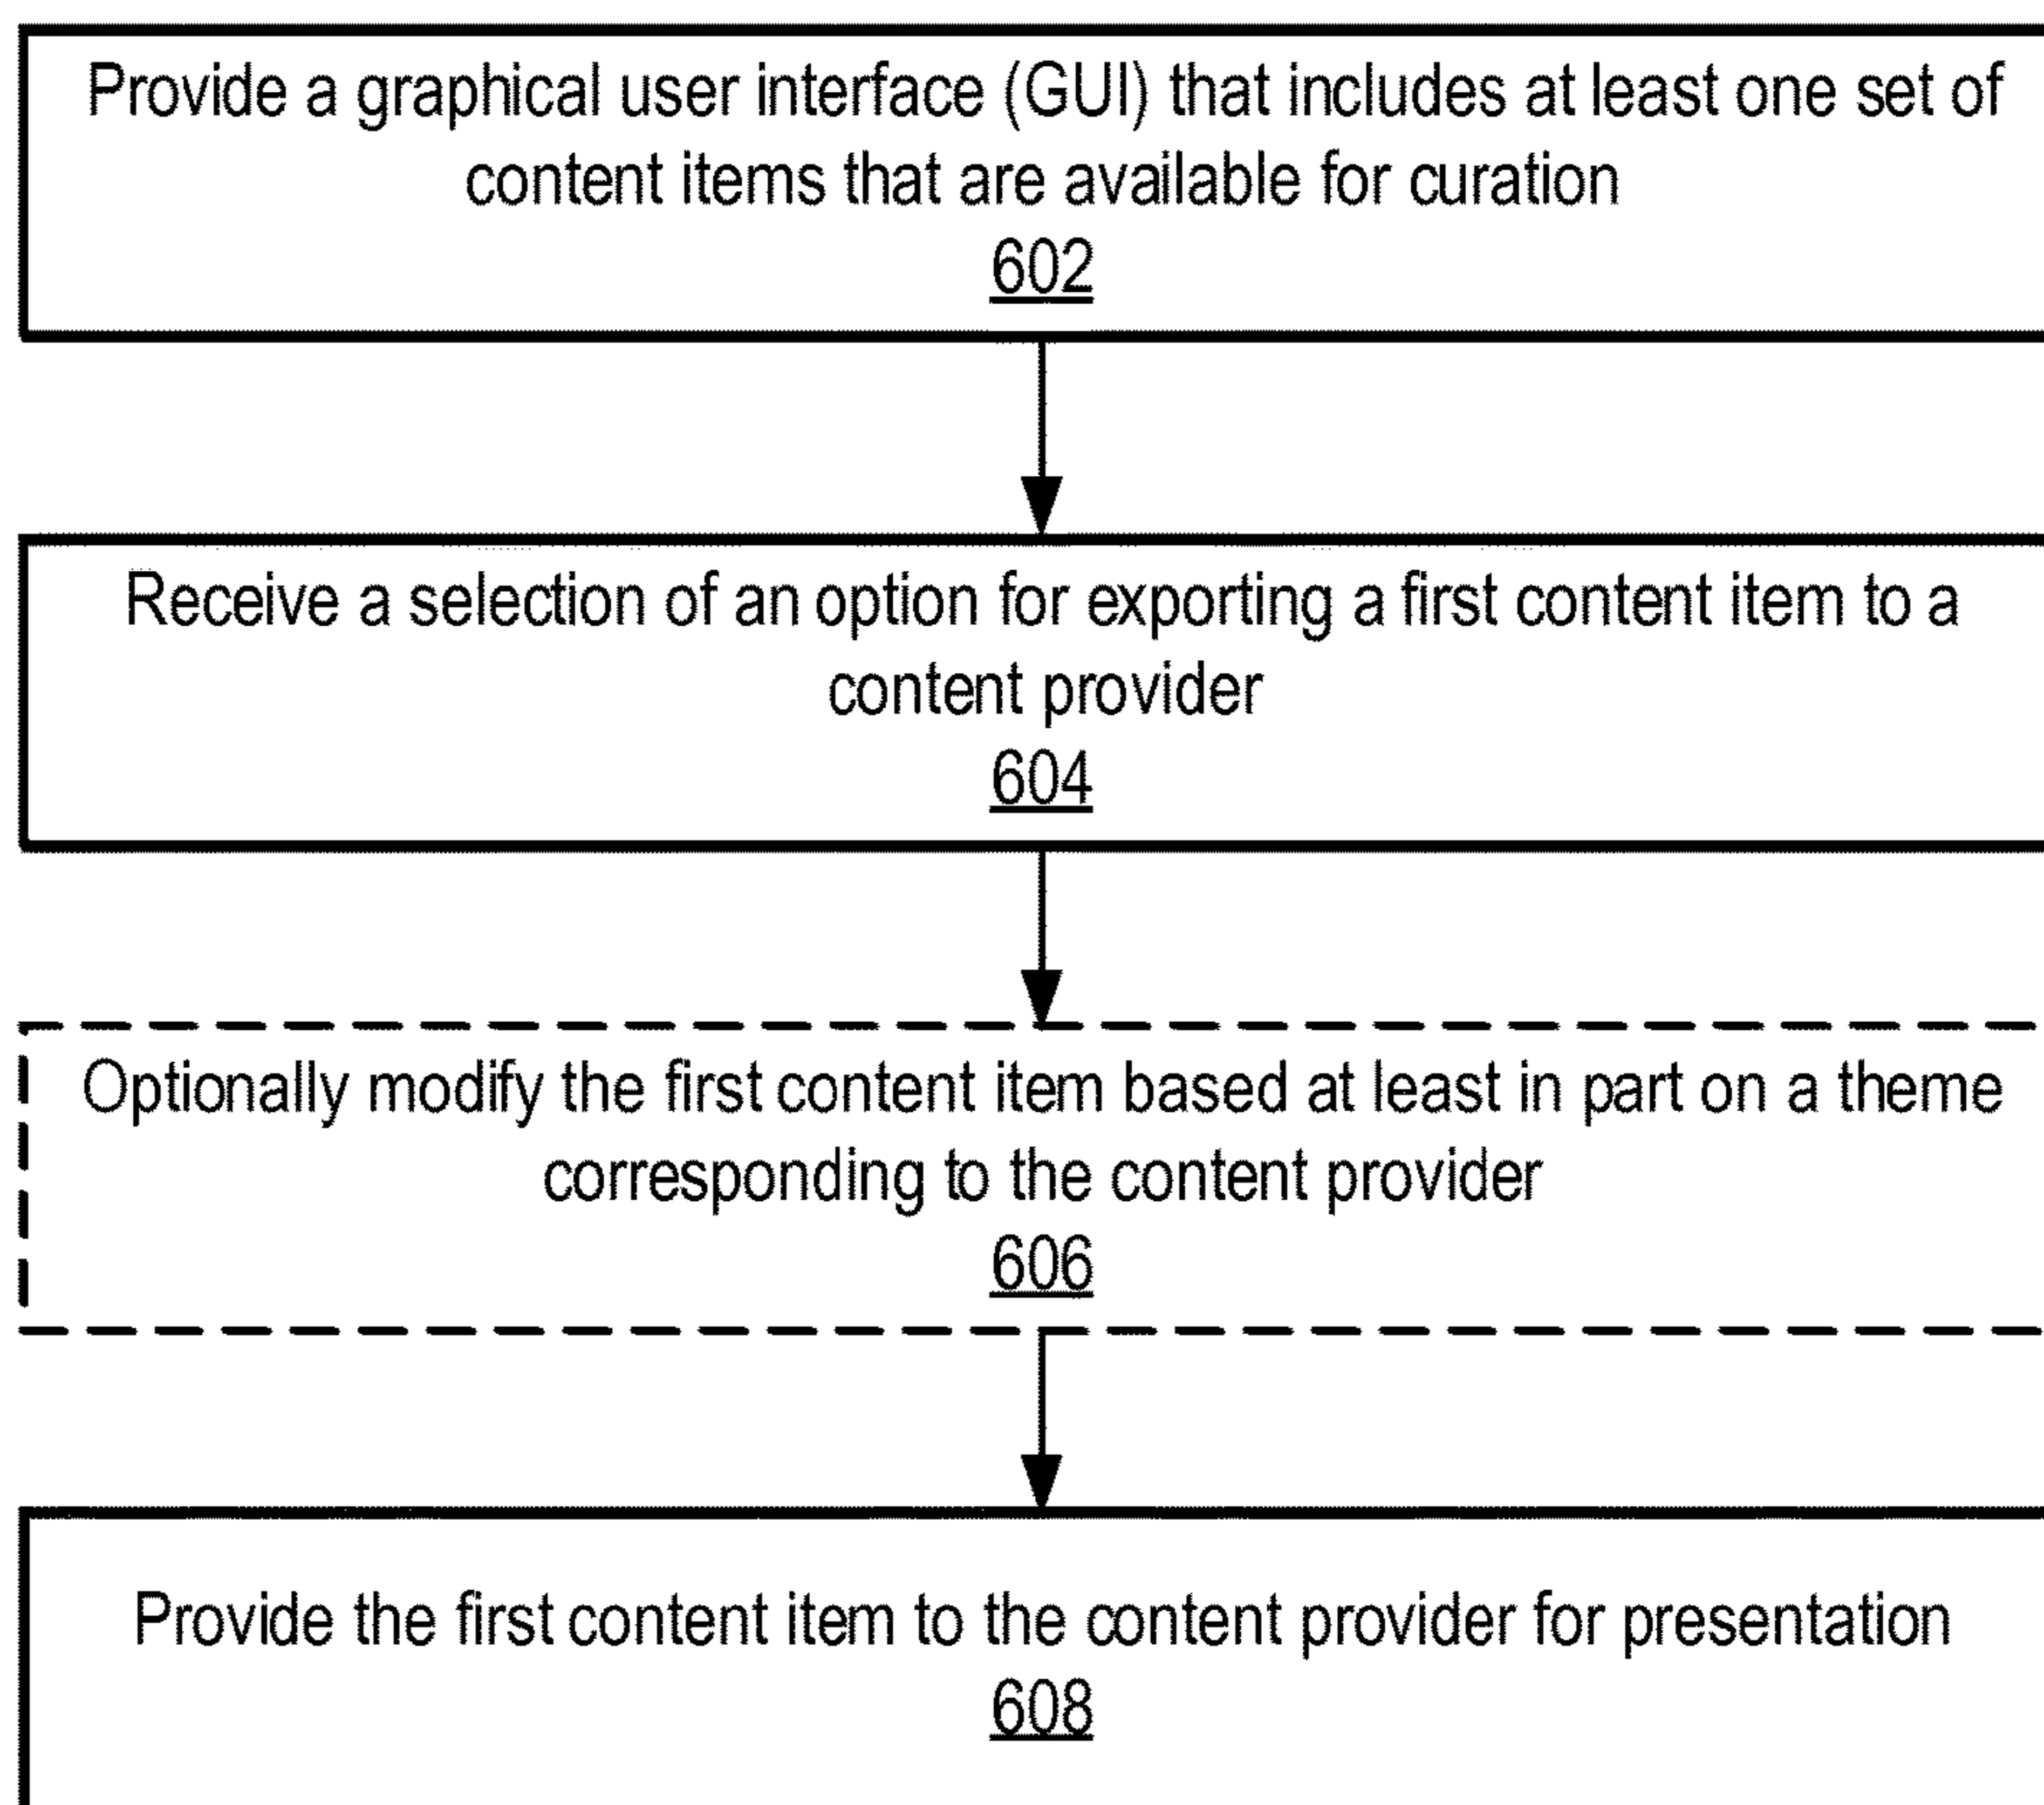 Provide a graphical user interface (GUI) that includes at least one set of
content items that are available for curation
602
Receive a selection of an option for exporting a first content item to a
content provider
604
Optionally modify the first content item based at least in part on a theme
corresponding to the content provider
606
Provide the first content item to the content provider for presentation
608